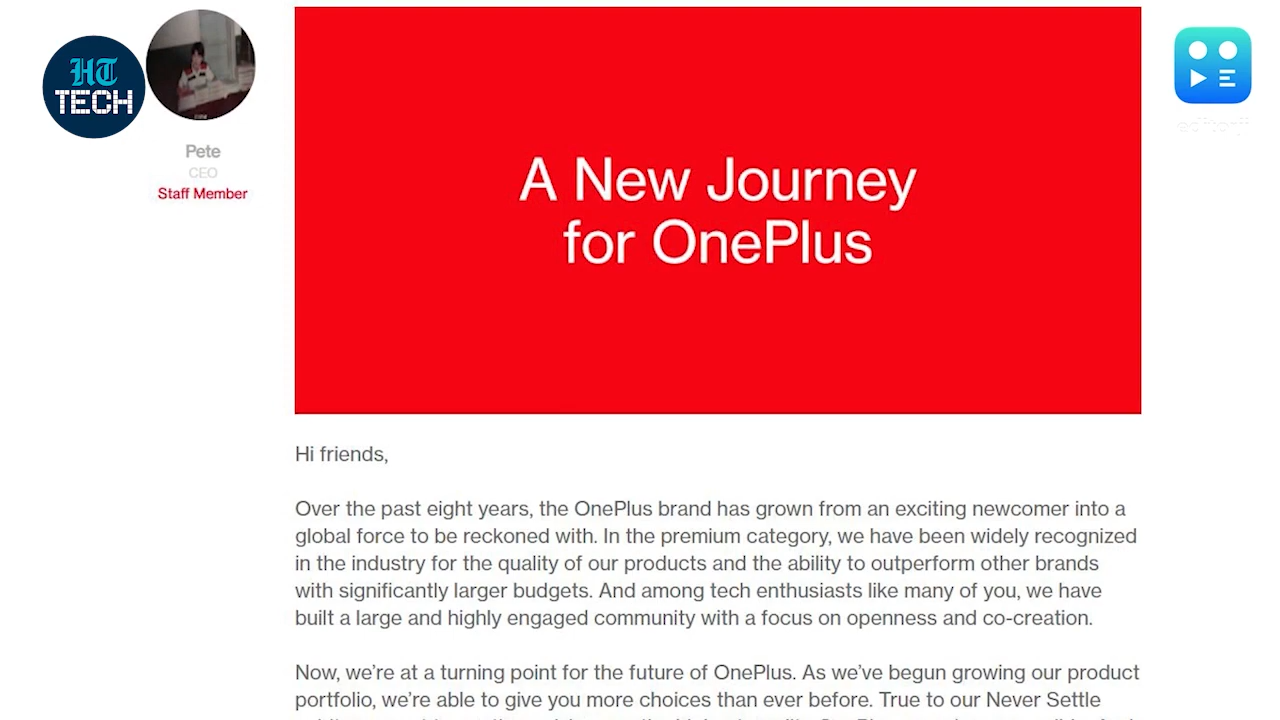 HT
TECH
Pete
CEO
Staff Member
A New Journey
for OnePlus
editorji
Hi friends,
Over the past eight years, the OnePlus brand has grown from an exciting newcomer into a
global force to be reckoned with. In the premium category, we have been widely recognized
in the industry for the quality of our products and the ability to outperform other brands
with significantly larger budgets. And among tech enthusiasts like many of you, we have
built a large and highly engaged community with a focus on openness and co-creation.
Now, we're at a turning point for the future of OnePlus. As we've begun growing our product
portfolio, we're able to give you more choices than ever before. True to our Never Settle